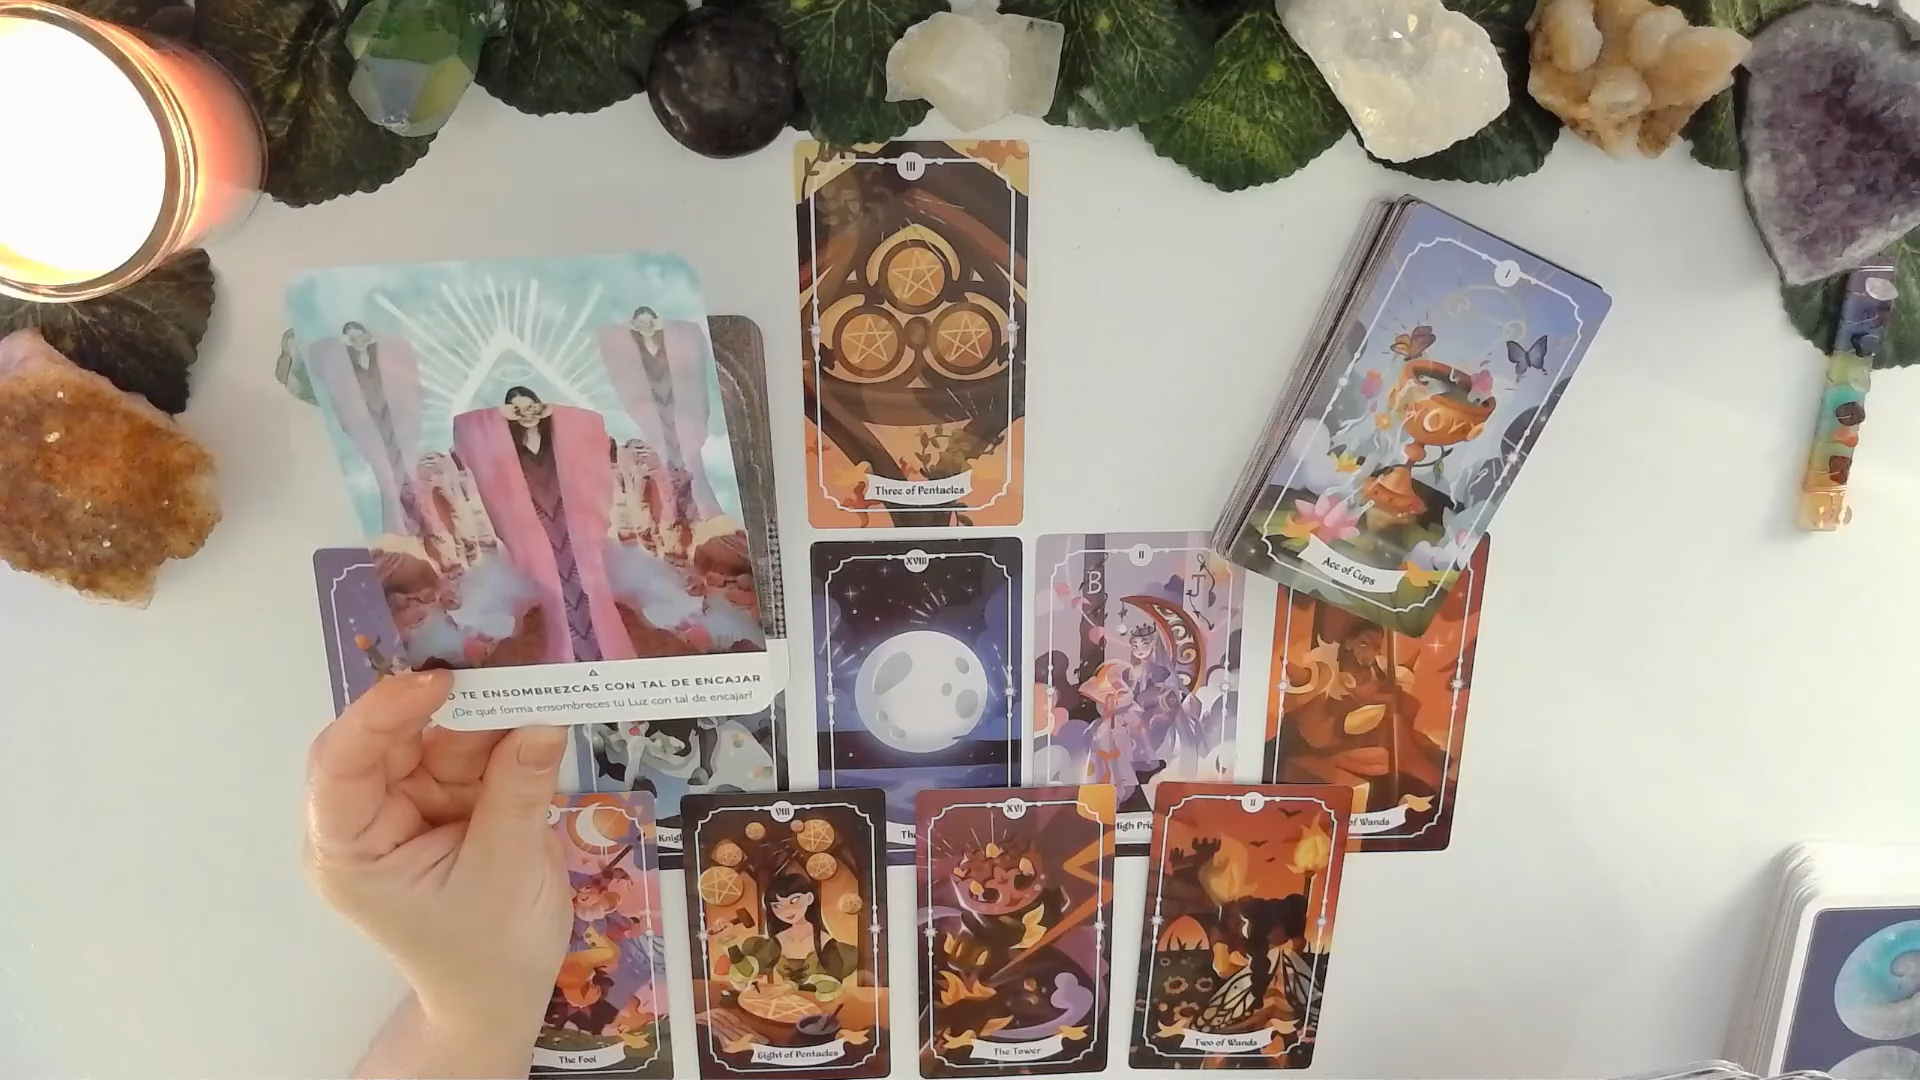 III
Three of Pentacles
I
Ace of Cups
O TE ENSOMBREZCAS CON TAL DE ENCAJAR
¿De qué forma ensombreces tu Luz con tal de encajar?
XVIII
II
B
J
of Wands
VIII
Eight of Pentacles
XVI
The Tower
II
Two of Wands
The Fool